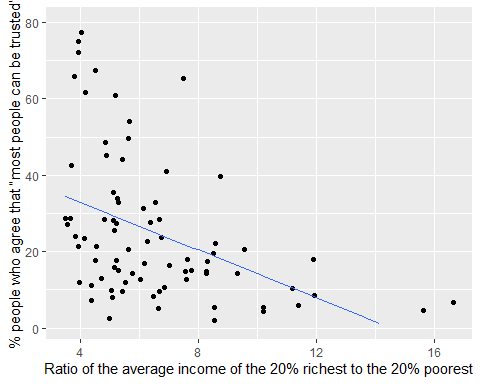 % people who agree that "most people can be trusted"
80
60
40
20
0
4 8 12 16
Ratio of the average income of the 20% richest to the 20% poorest